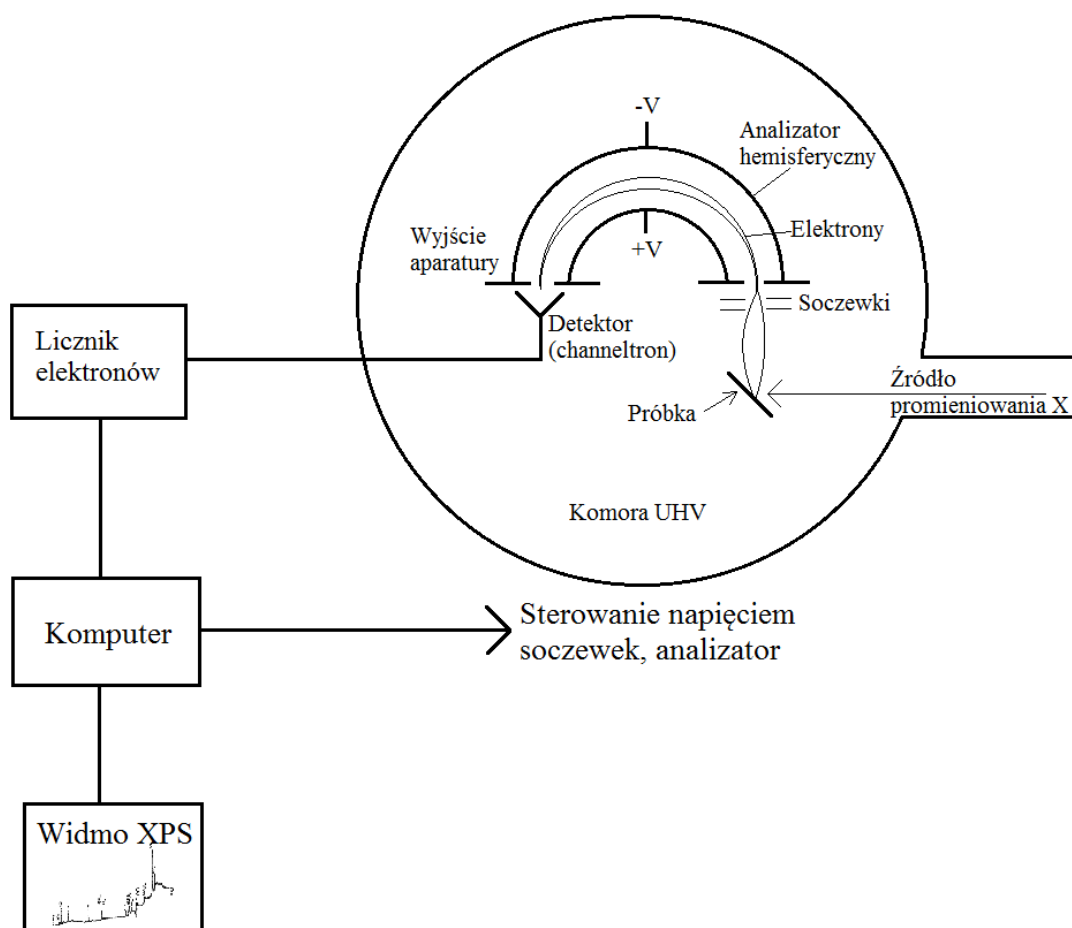 -V
Analizator
hemisferyczny
Elektrony
+V
Wyjście
aparatury
Soczewki
Detektor
(channeltron)
Licznik
elektronów
Źródło
promieniowania X
Próbka
Komora UHV
Komputer
Sterowanie napięciem
soczewek, analizator
Widmo XPS